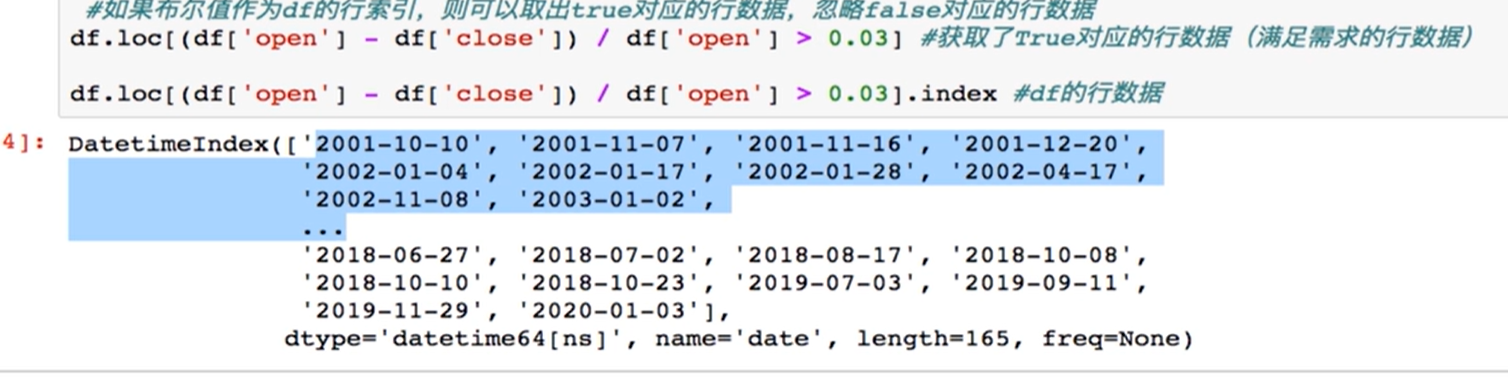 #如果布尔值作为df的行索引，则可以取出true对应的行数据，忽略false对应的行数据
df.loc[(df['open'] - df['close']) / df['open'] > 0.03] #获取了True对应的行数据（满足需求的行数据）
df.loc[(df['open'] - df['close']) / df['open'] > 0.03].index #df的行数据
4]: DatetimeIndex(['2001-10-10', '2001-11-07', '2001-11-16', '2001-12-20',
'2002-01-04', '2002-01-17', '2002-01-28', '2002-04-17',
'2002-11-08', '2003-01-02',
...
'2018-06-27', '2018-07-02', '2018-08-17', '2018-10-08',
'2018-10-10', '2018-10-23', '2019-07-03', '2019-09-11',
'2019-11-29', '2020-01-03'],
dtype='datetime64[ns]', name='date', length=165, freq=None)